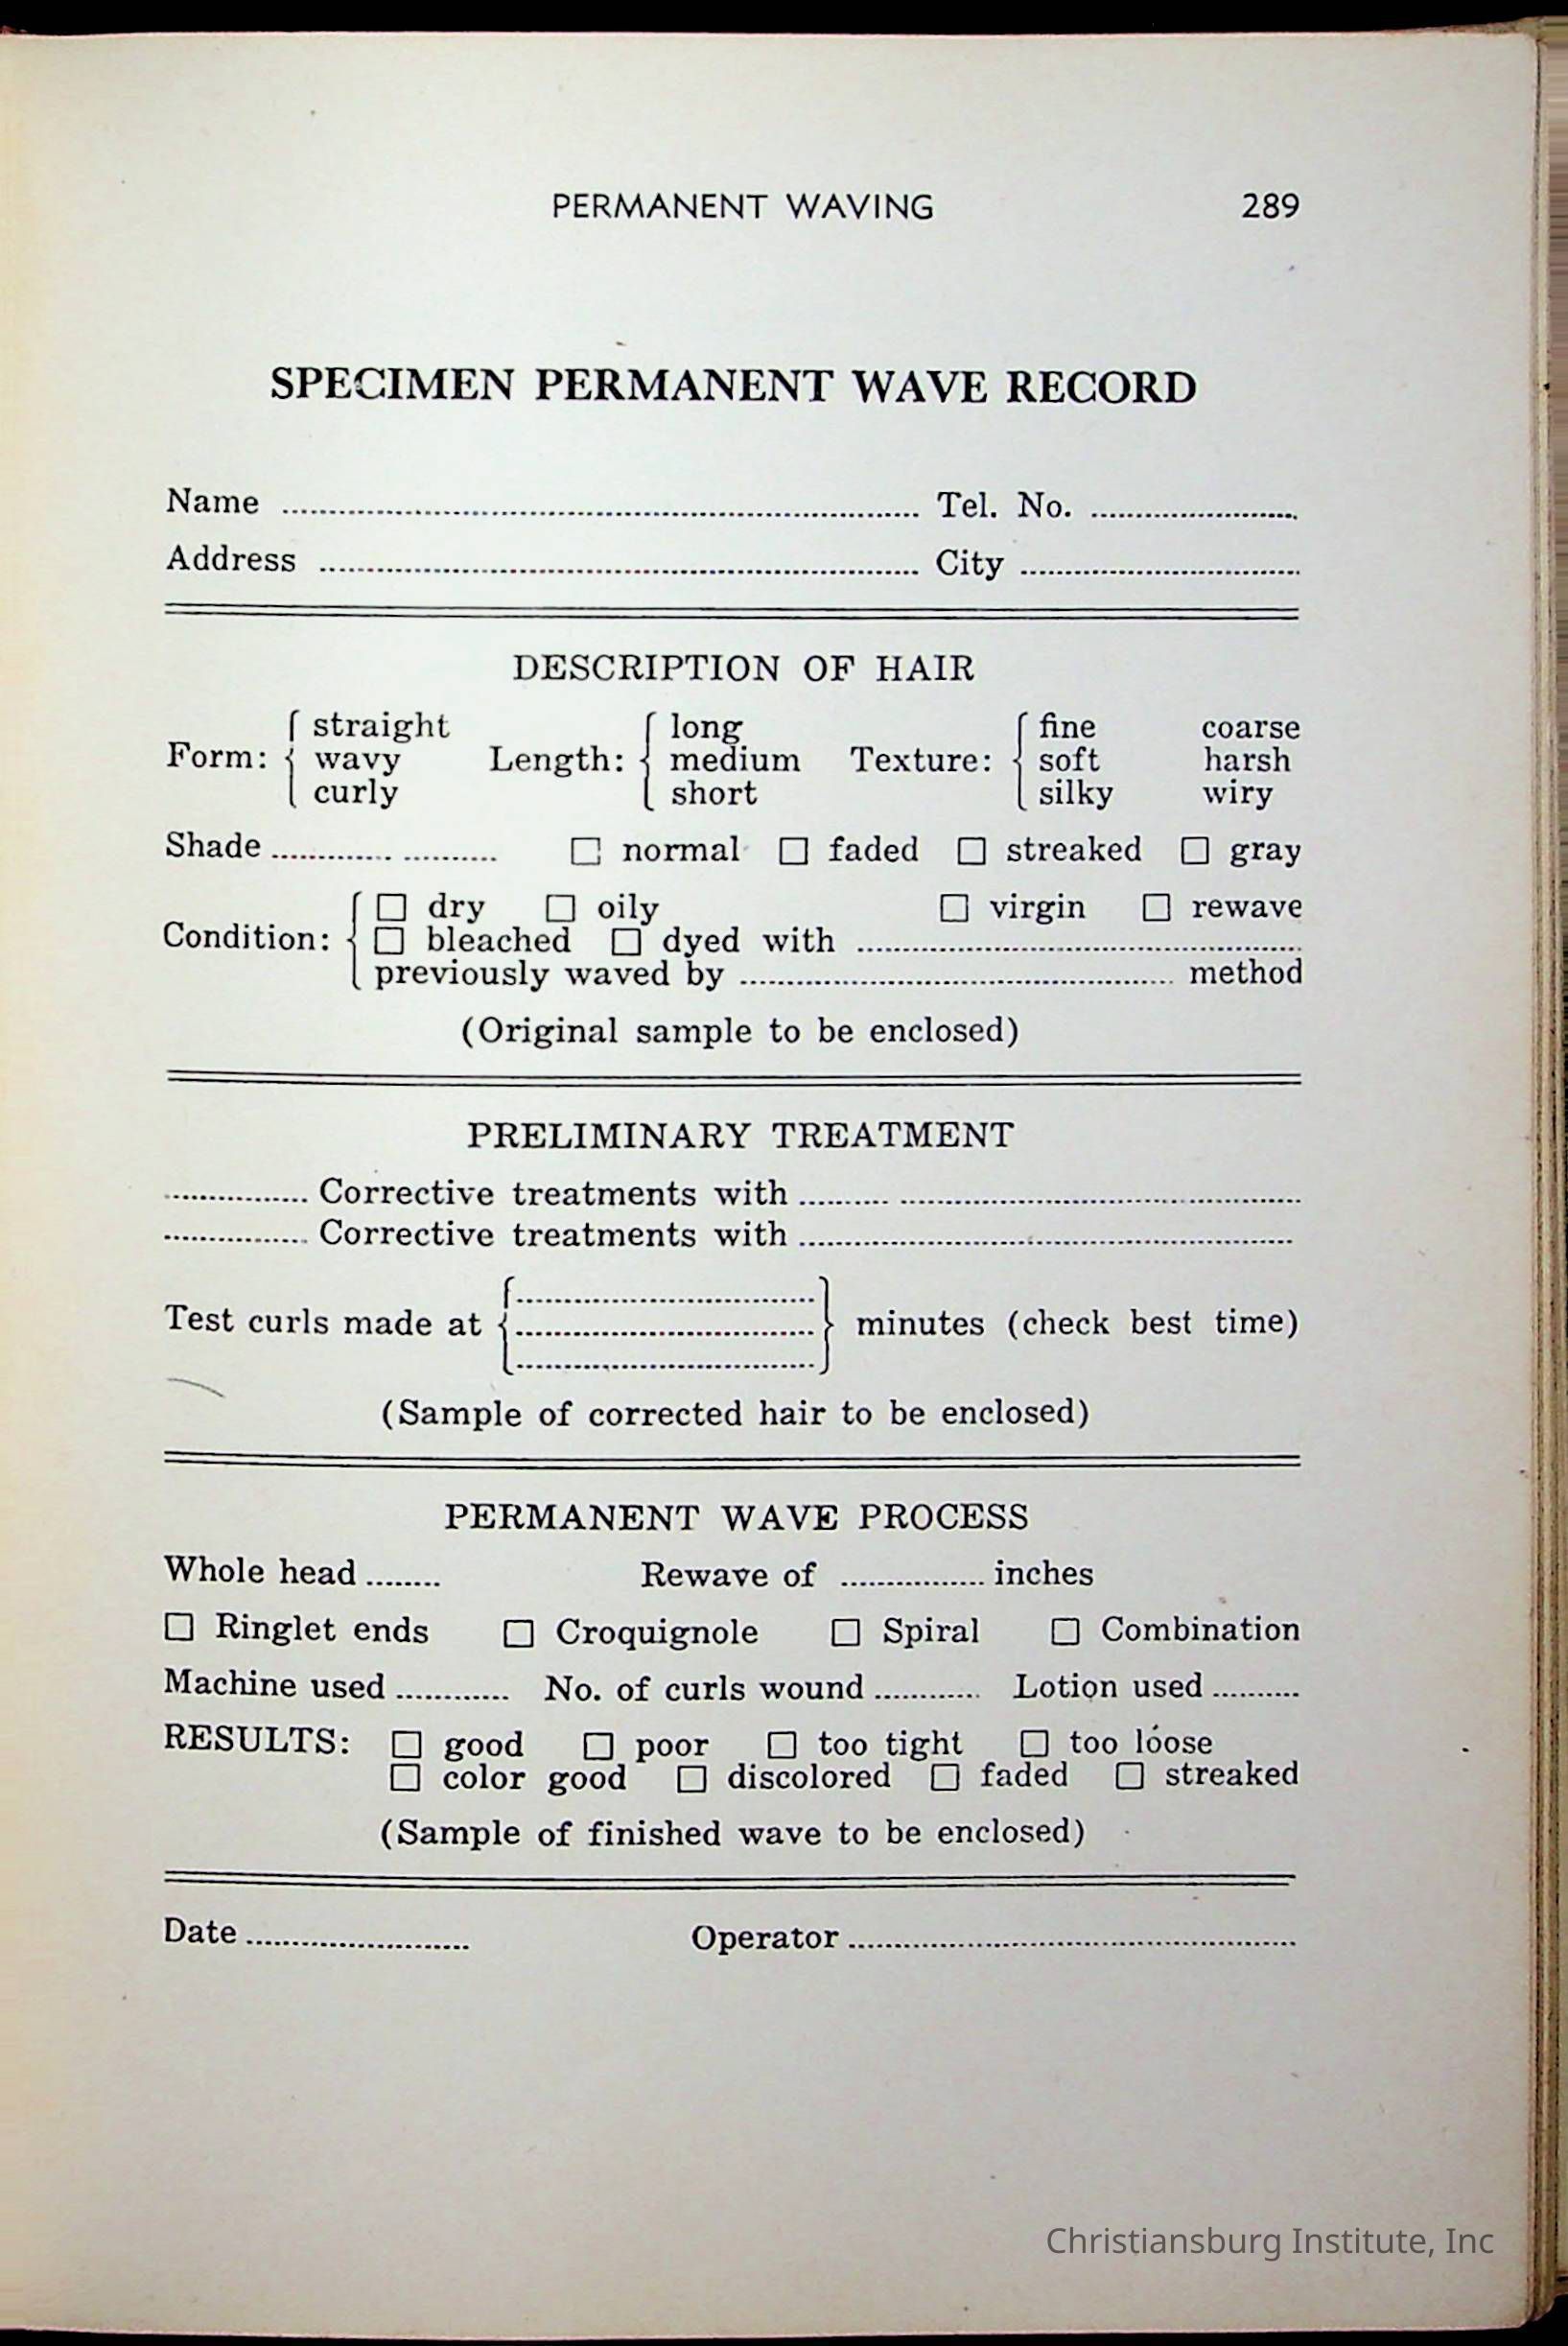 PERMANENT WAVING 289
SPECIMEN PERMANENT WAVE RECORD
Name ........ Tel. No. ........
Address ........ City ........
DESCRIPTION OF HAIR
straight long fine coarse
Form: wavy Length: medium Texture: soft harsh
curly short silky wiry
Shade ........ ☐ normal ☐ faded ☐ streaked ☐ gray
☐ dry ☐ oily ☐ virgin ☐ rewave
Condition: ☐ bleached ☐ dyed with ........
previously waved by ........ method
(Original sample to be enclosed)
PRELIMINARY TREATMENT
........ Corrective treatments with ........
........ Corrective treatments with ........
Test curls made at ........ minutes (check best time)
(Sample of corrected hair to be enclosed)
PERMANENT WAVE PROCESS
Whole head ........ Rewave of ........ inches
☐ Ringlet ends ☐ Croquignole ☐ Spiral ☐ Combination
Machine used ........ No. of curls wound ........ Lotion used ........
RESULTS: ☐ good ☐ poor ☐ too tight ☐ too loose
☐ color good ☐ discolored ☐ faded ☐ streaked
(Sample of finished wave to be enclosed)
Date ........ Operator ........
Christiansburg Institute, Inc